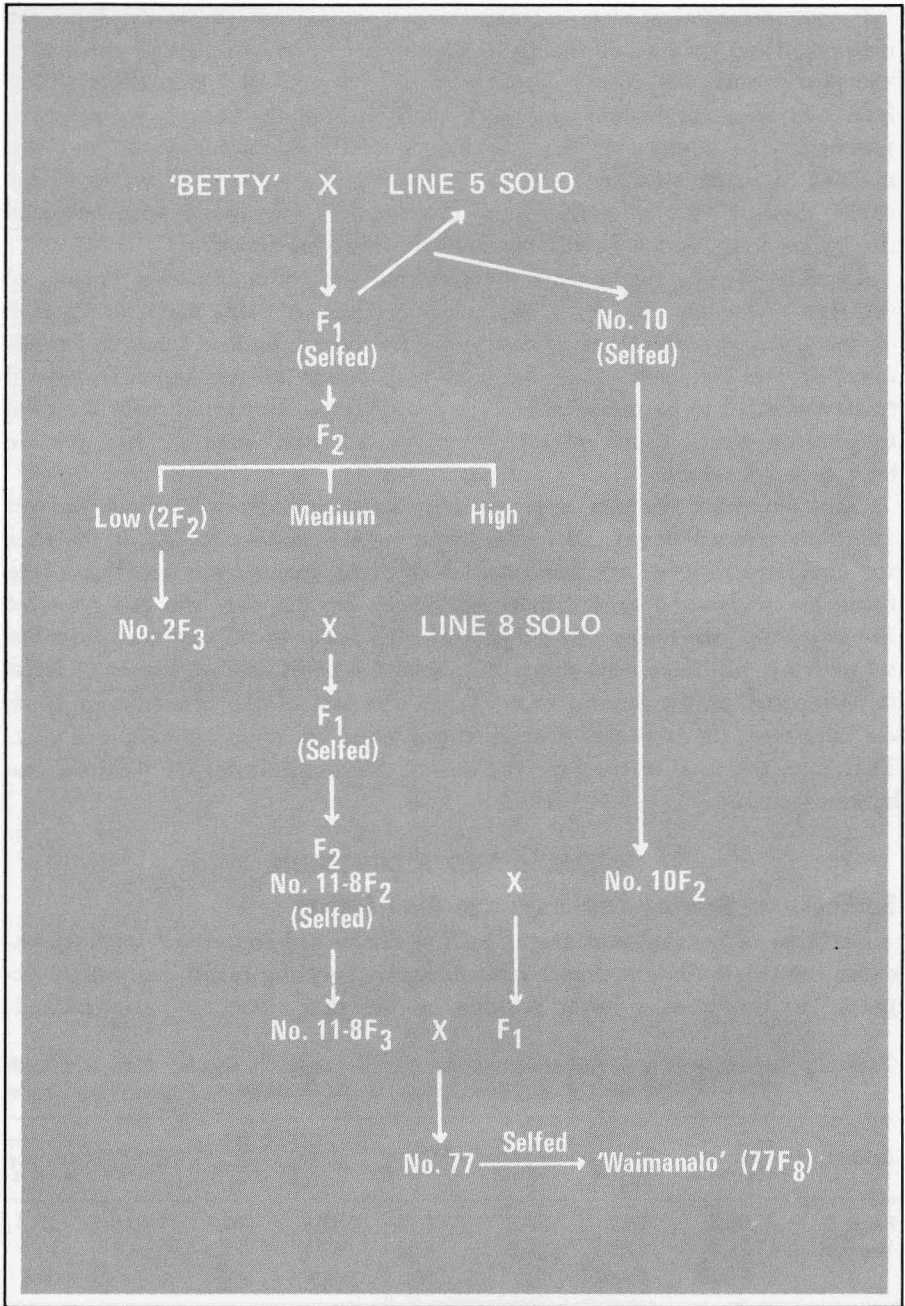 'BETTY' X LINE 5 SOLO
F1 No. 10
(Selfed) (Selfed)
F2
Low (2F2) Medium High
No. 2F3 X LINE 8 SOLO
F1
(Selfed)
F2
No. 11-8F2 X No. 10F2
(Selfed)
No. 11-8F3 X F1
Selfed
No. 77 'Waimanalo' (77F8)